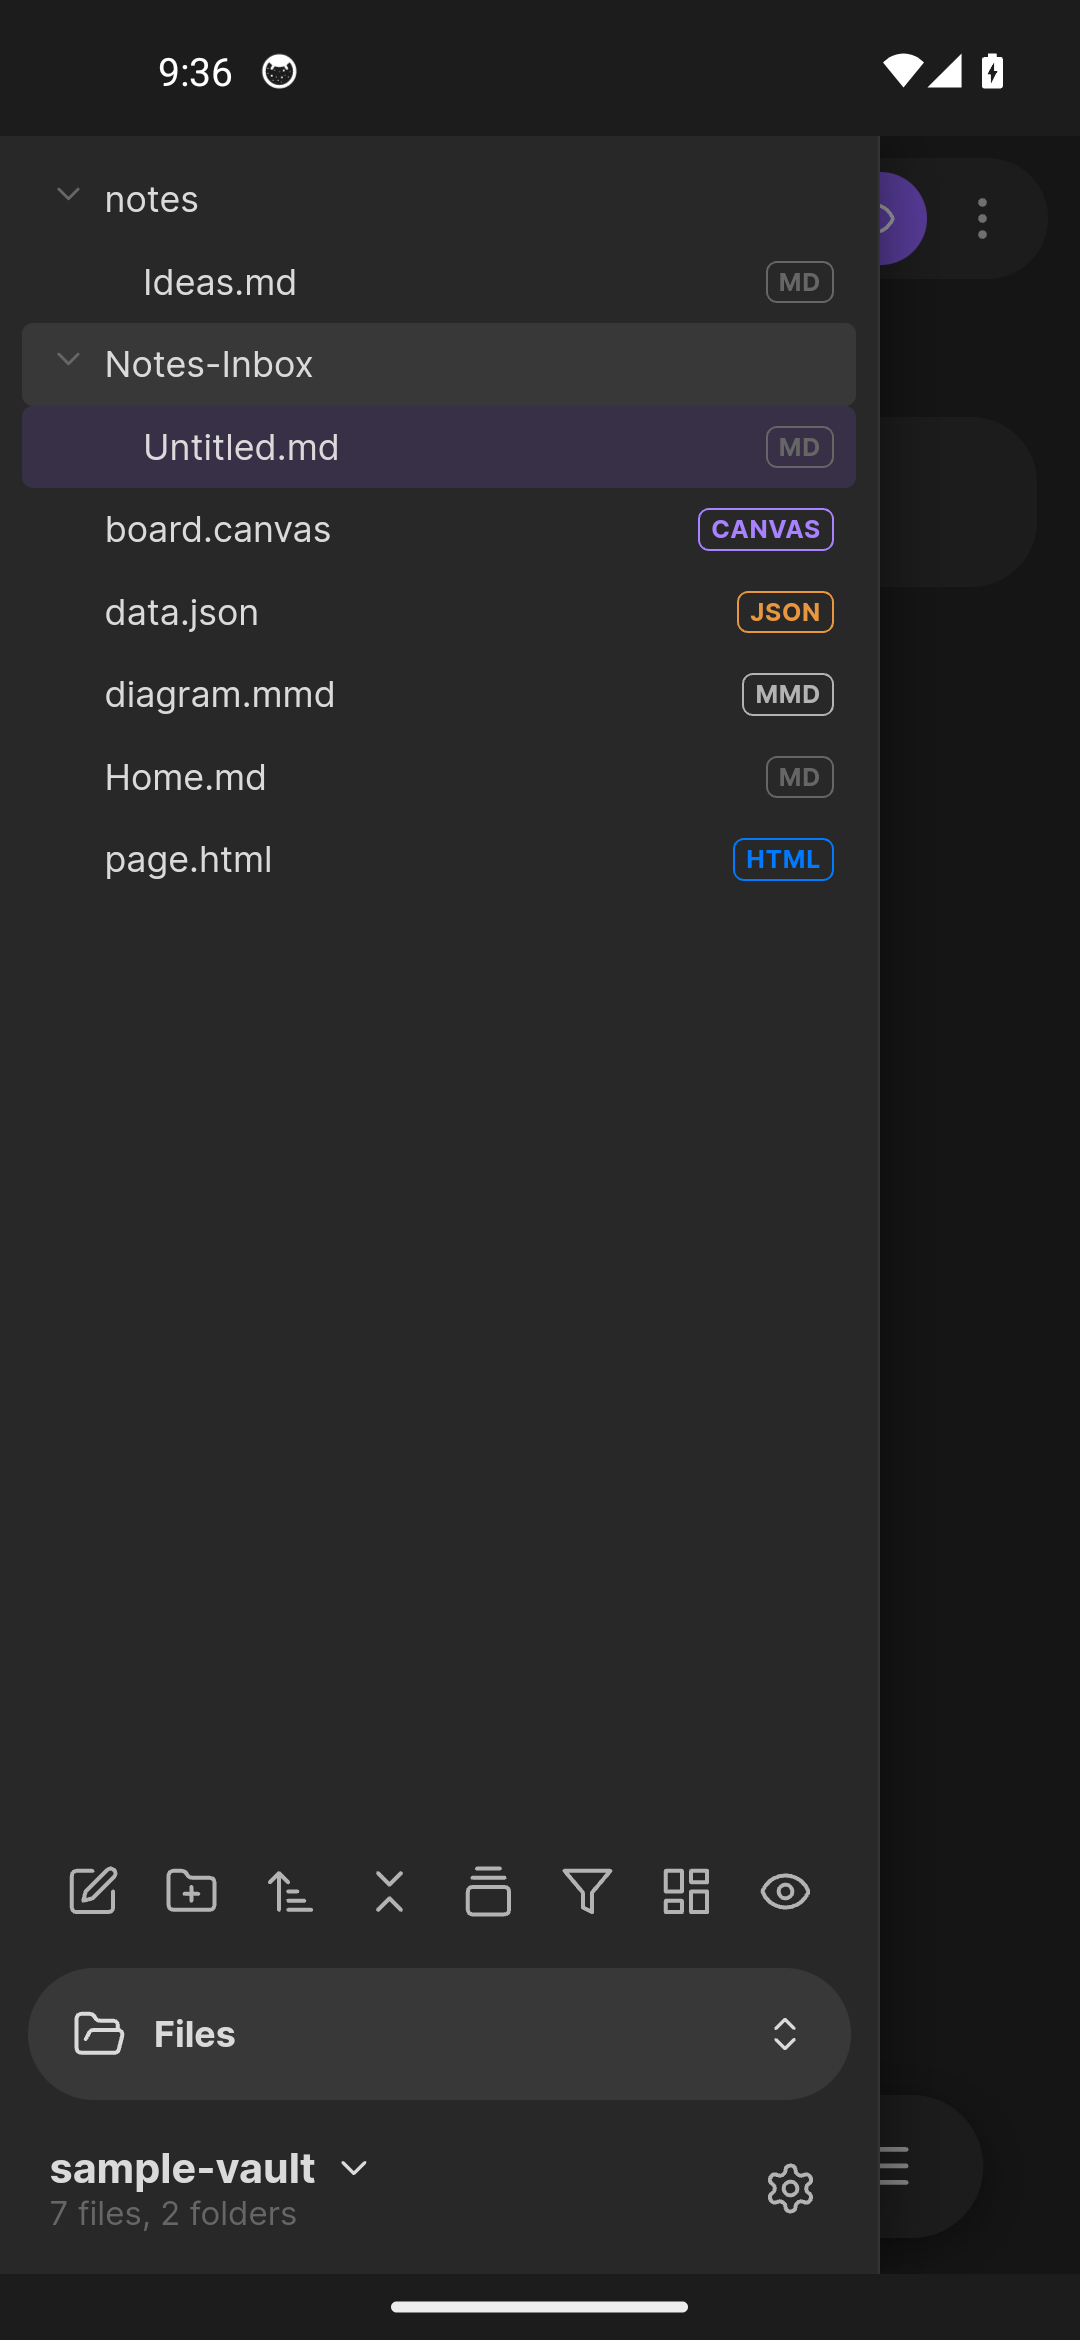 9:36
notes
Ideas.md MD
Notes-Inbox
Untitled.md MD
board.canvas CANVAS
data.json JSON
diagram.mmd MMD
Home.md MD
page.html HTML
Files
sample-vault
7 files, 2 folders